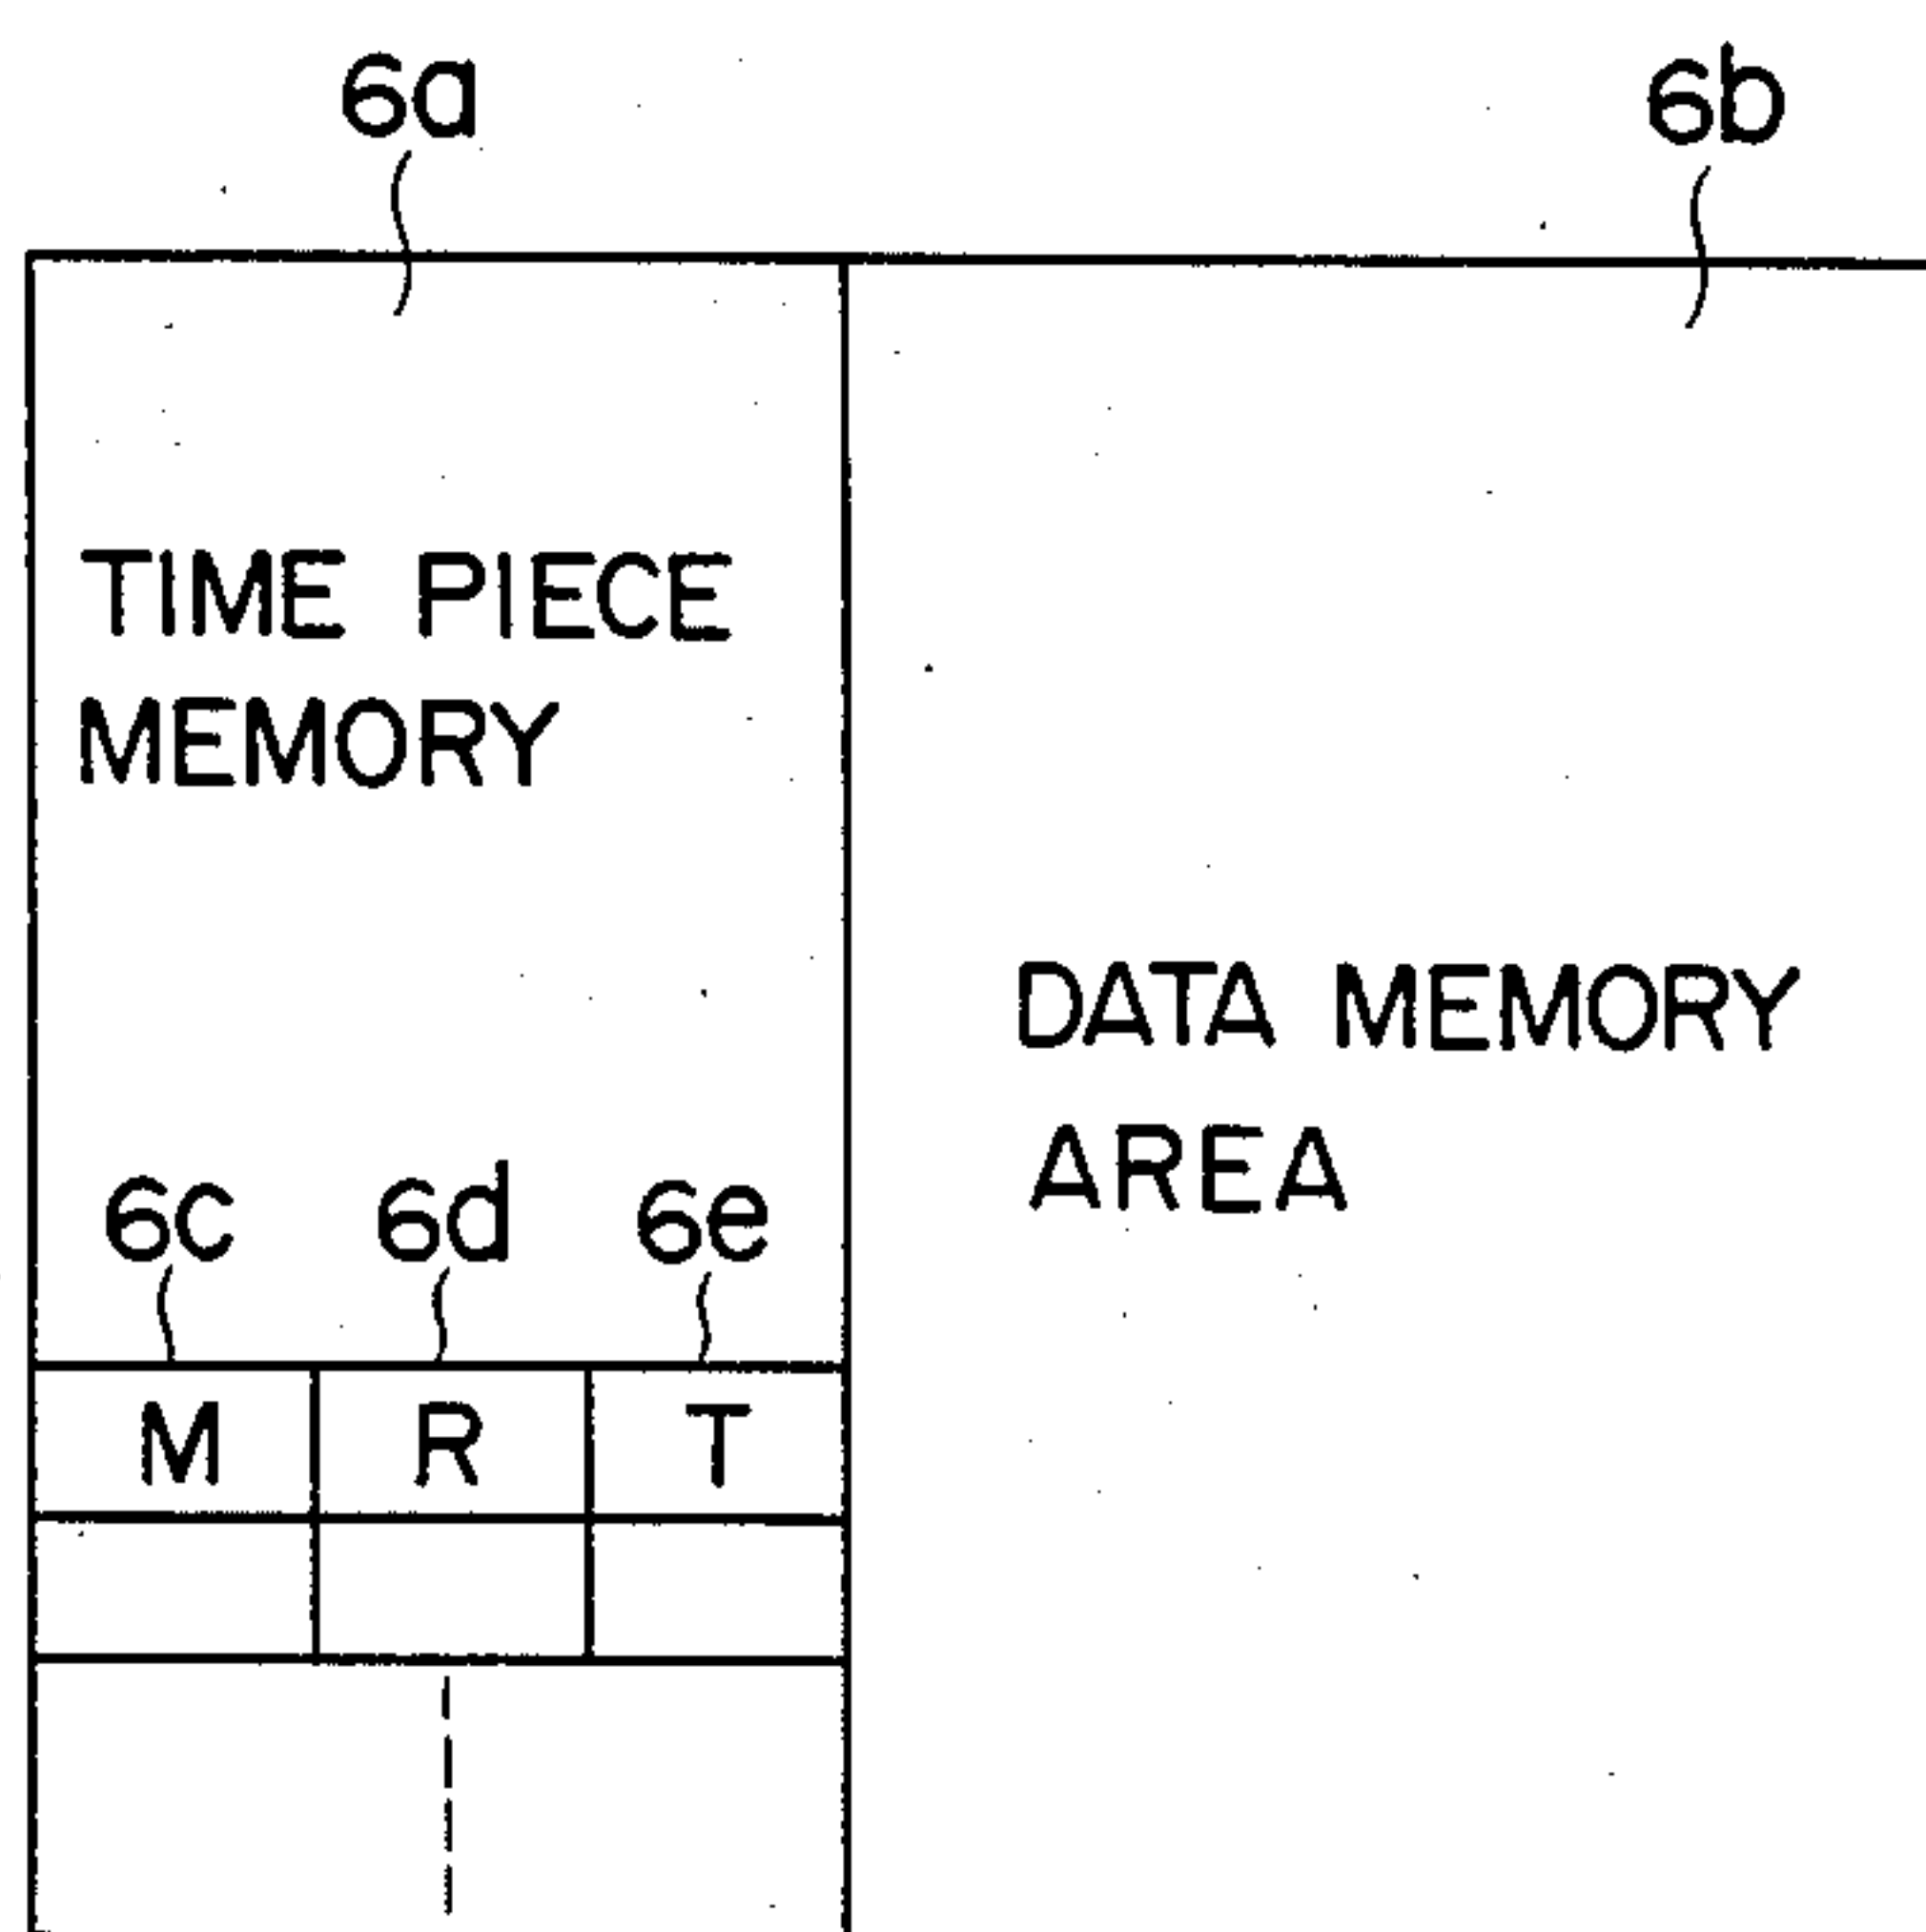 6a
6b
TIME PIECE
MEMORY
DATA MEMORY
AREA
6c 6d 6e
M R T